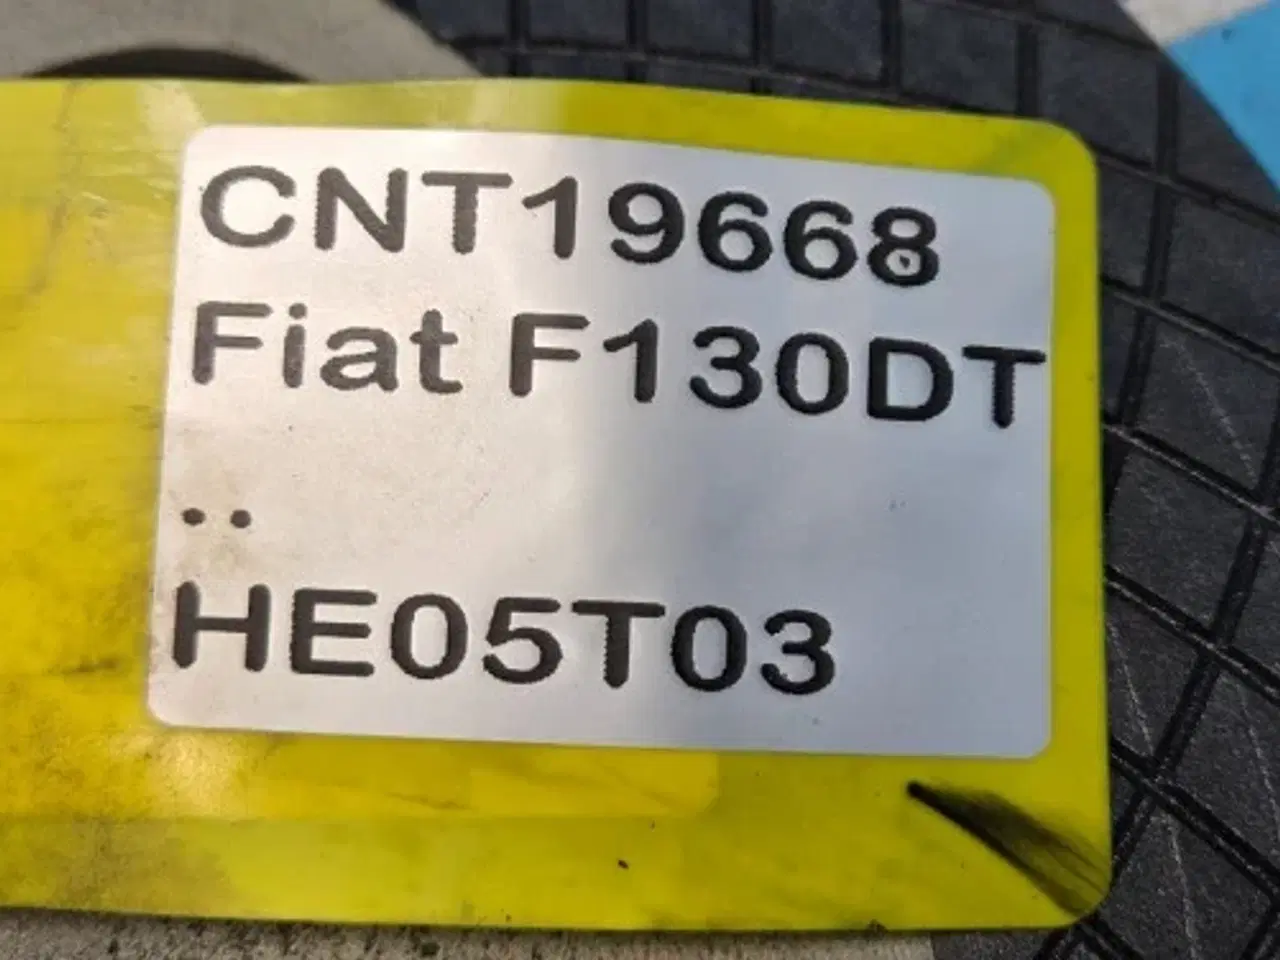 CNT19668
Fiat F130DT
..
HE05T03